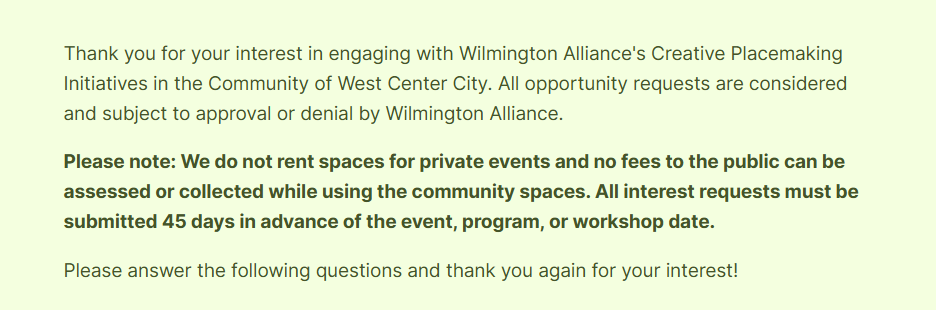 Thank you for your interest in engaging with Wilmington Alliance's Creative Placemaking
Initiatives in the Community of West Center City. All opportunity requests are considered
and subject to approval or denial by Wilmington Alliance.
Please note: We do not rent spaces for private events and no fees to the public can be
assessed or collected while using the community spaces. All interest requests must be
submitted 45 days in advance of the event, program, or workshop date.
Please answer the following questions and thank you again for your interest!